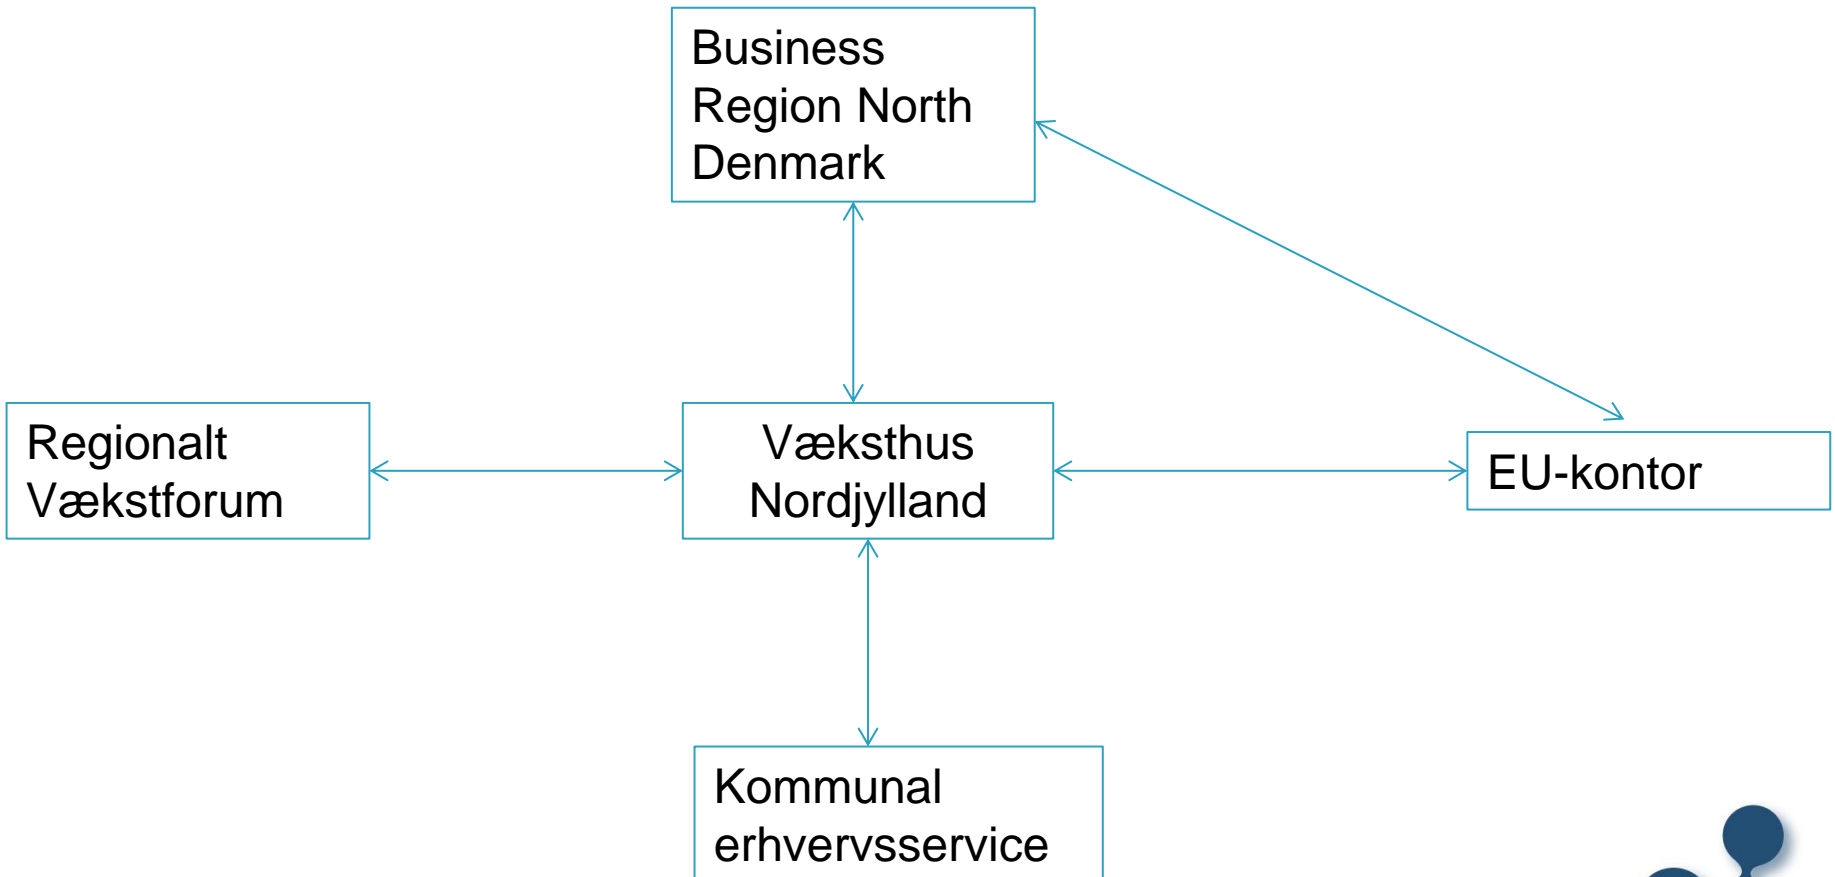 Business
Region North
Denmark
Regionalt
Vækstforum
Væksthus
Nordjylland
EU-kontor
Kommunal
erhvervsservice